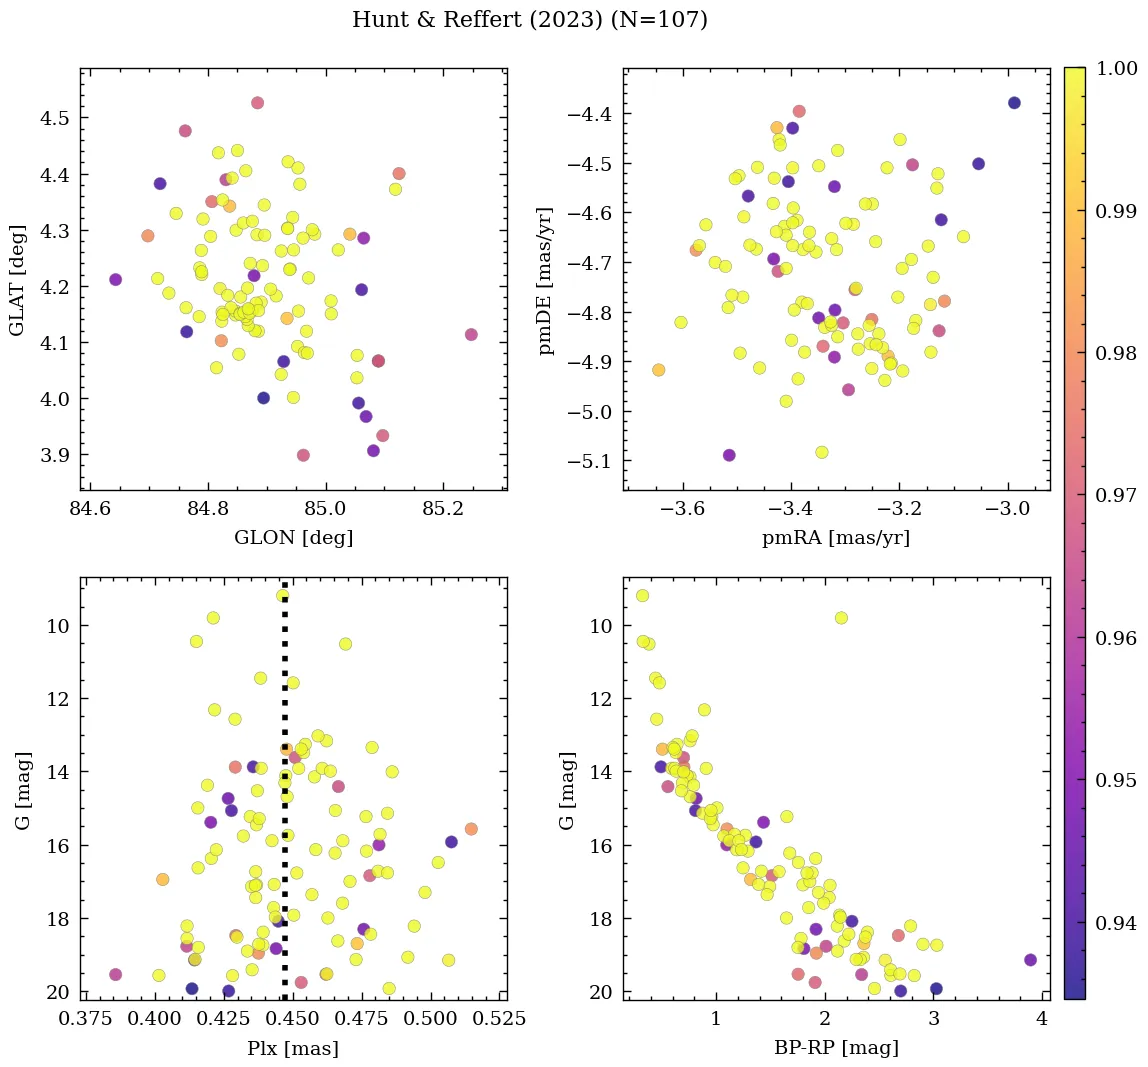 Hunt & Reffert (2023) (N=107)
4.5
4.4
4.3
4.2
4.1
4.0
3.9
GLAT [deg]
84.6 84.8 85.0 85.2
GLON [deg]
−4.4
−4.5
−4.6
−4.7
−4.8
−4.9
−5.0
−5.1
pmDE [mas/yr]
−3.6 −3.4 −3.2 −3.0
pmRA [mas/yr]
10
12
14
16
18
20
G [mag]
0.375 0.400 0.425 0.450 0.475 0.500 0.525
Plx [mas]
10
12
14
16
18
20
G [mag]
1 2 3 4
BP-RP [mag]
1.00
0.99
0.98
0.97
0.96
0.95
0.94